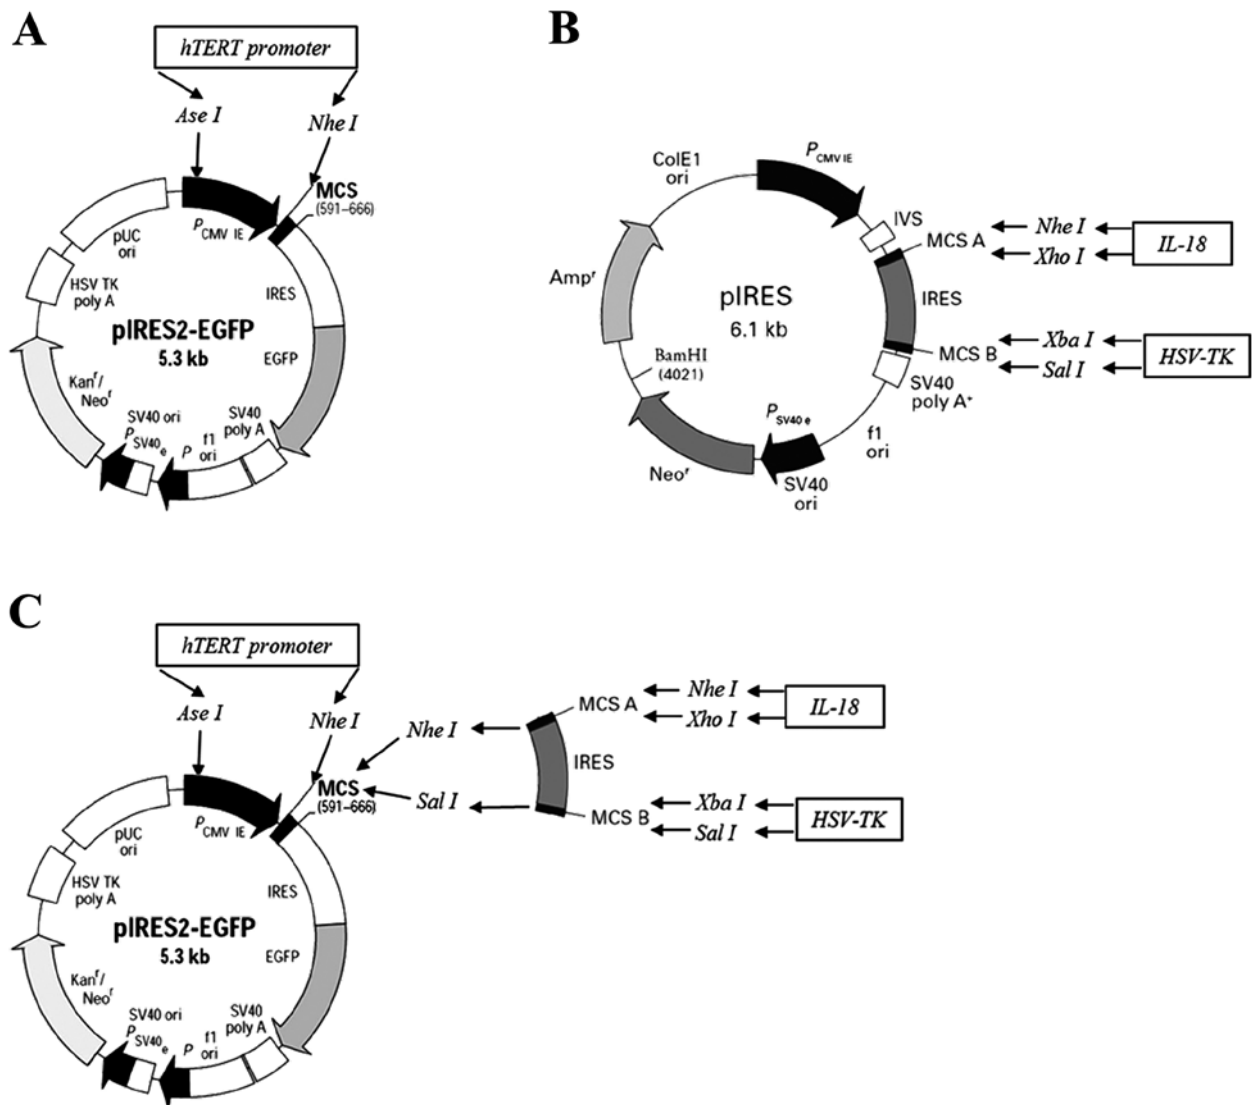 A
hTERT promoter
Ase I
Nhe I
MCS
(591–666)
P CMV IE
pUC
ori
HSV TK
poly A
IRES
pIRES2-EGFP
5.3 kb
EGFP
Kanr/
Neor
SV40 ori
PSV40 e
P
f1
ori
SV40
poly A
B
PCMV IE
ColE1
ori
IVS
MCS A
Nhe I
Xho I
IL-18
Ampr
pIRES
6.1 kb
IRES
BamHI
(4021)
MCS B
Xba I
Sal I
HSV-TK
SV40
poly A+
f1
ori
PSV40 e
Neor
SV40
ori
C
hTERT promoter
Ase I
Nhe I
MCS
(591–666)
Nhe I
Sal I
MCS A
Nhe I
Xho I
IL-18
IRES
MCS B
Xba I
Sal I
HSV-TK
P CMV IE
pUC
ori
HSV TK
poly A
IRES
pIRES2-EGFP
5.3 kb
EGFP
Kanr/
Neor
SV40 ori
PSV40 e
P
f1
ori
SV40
poly A